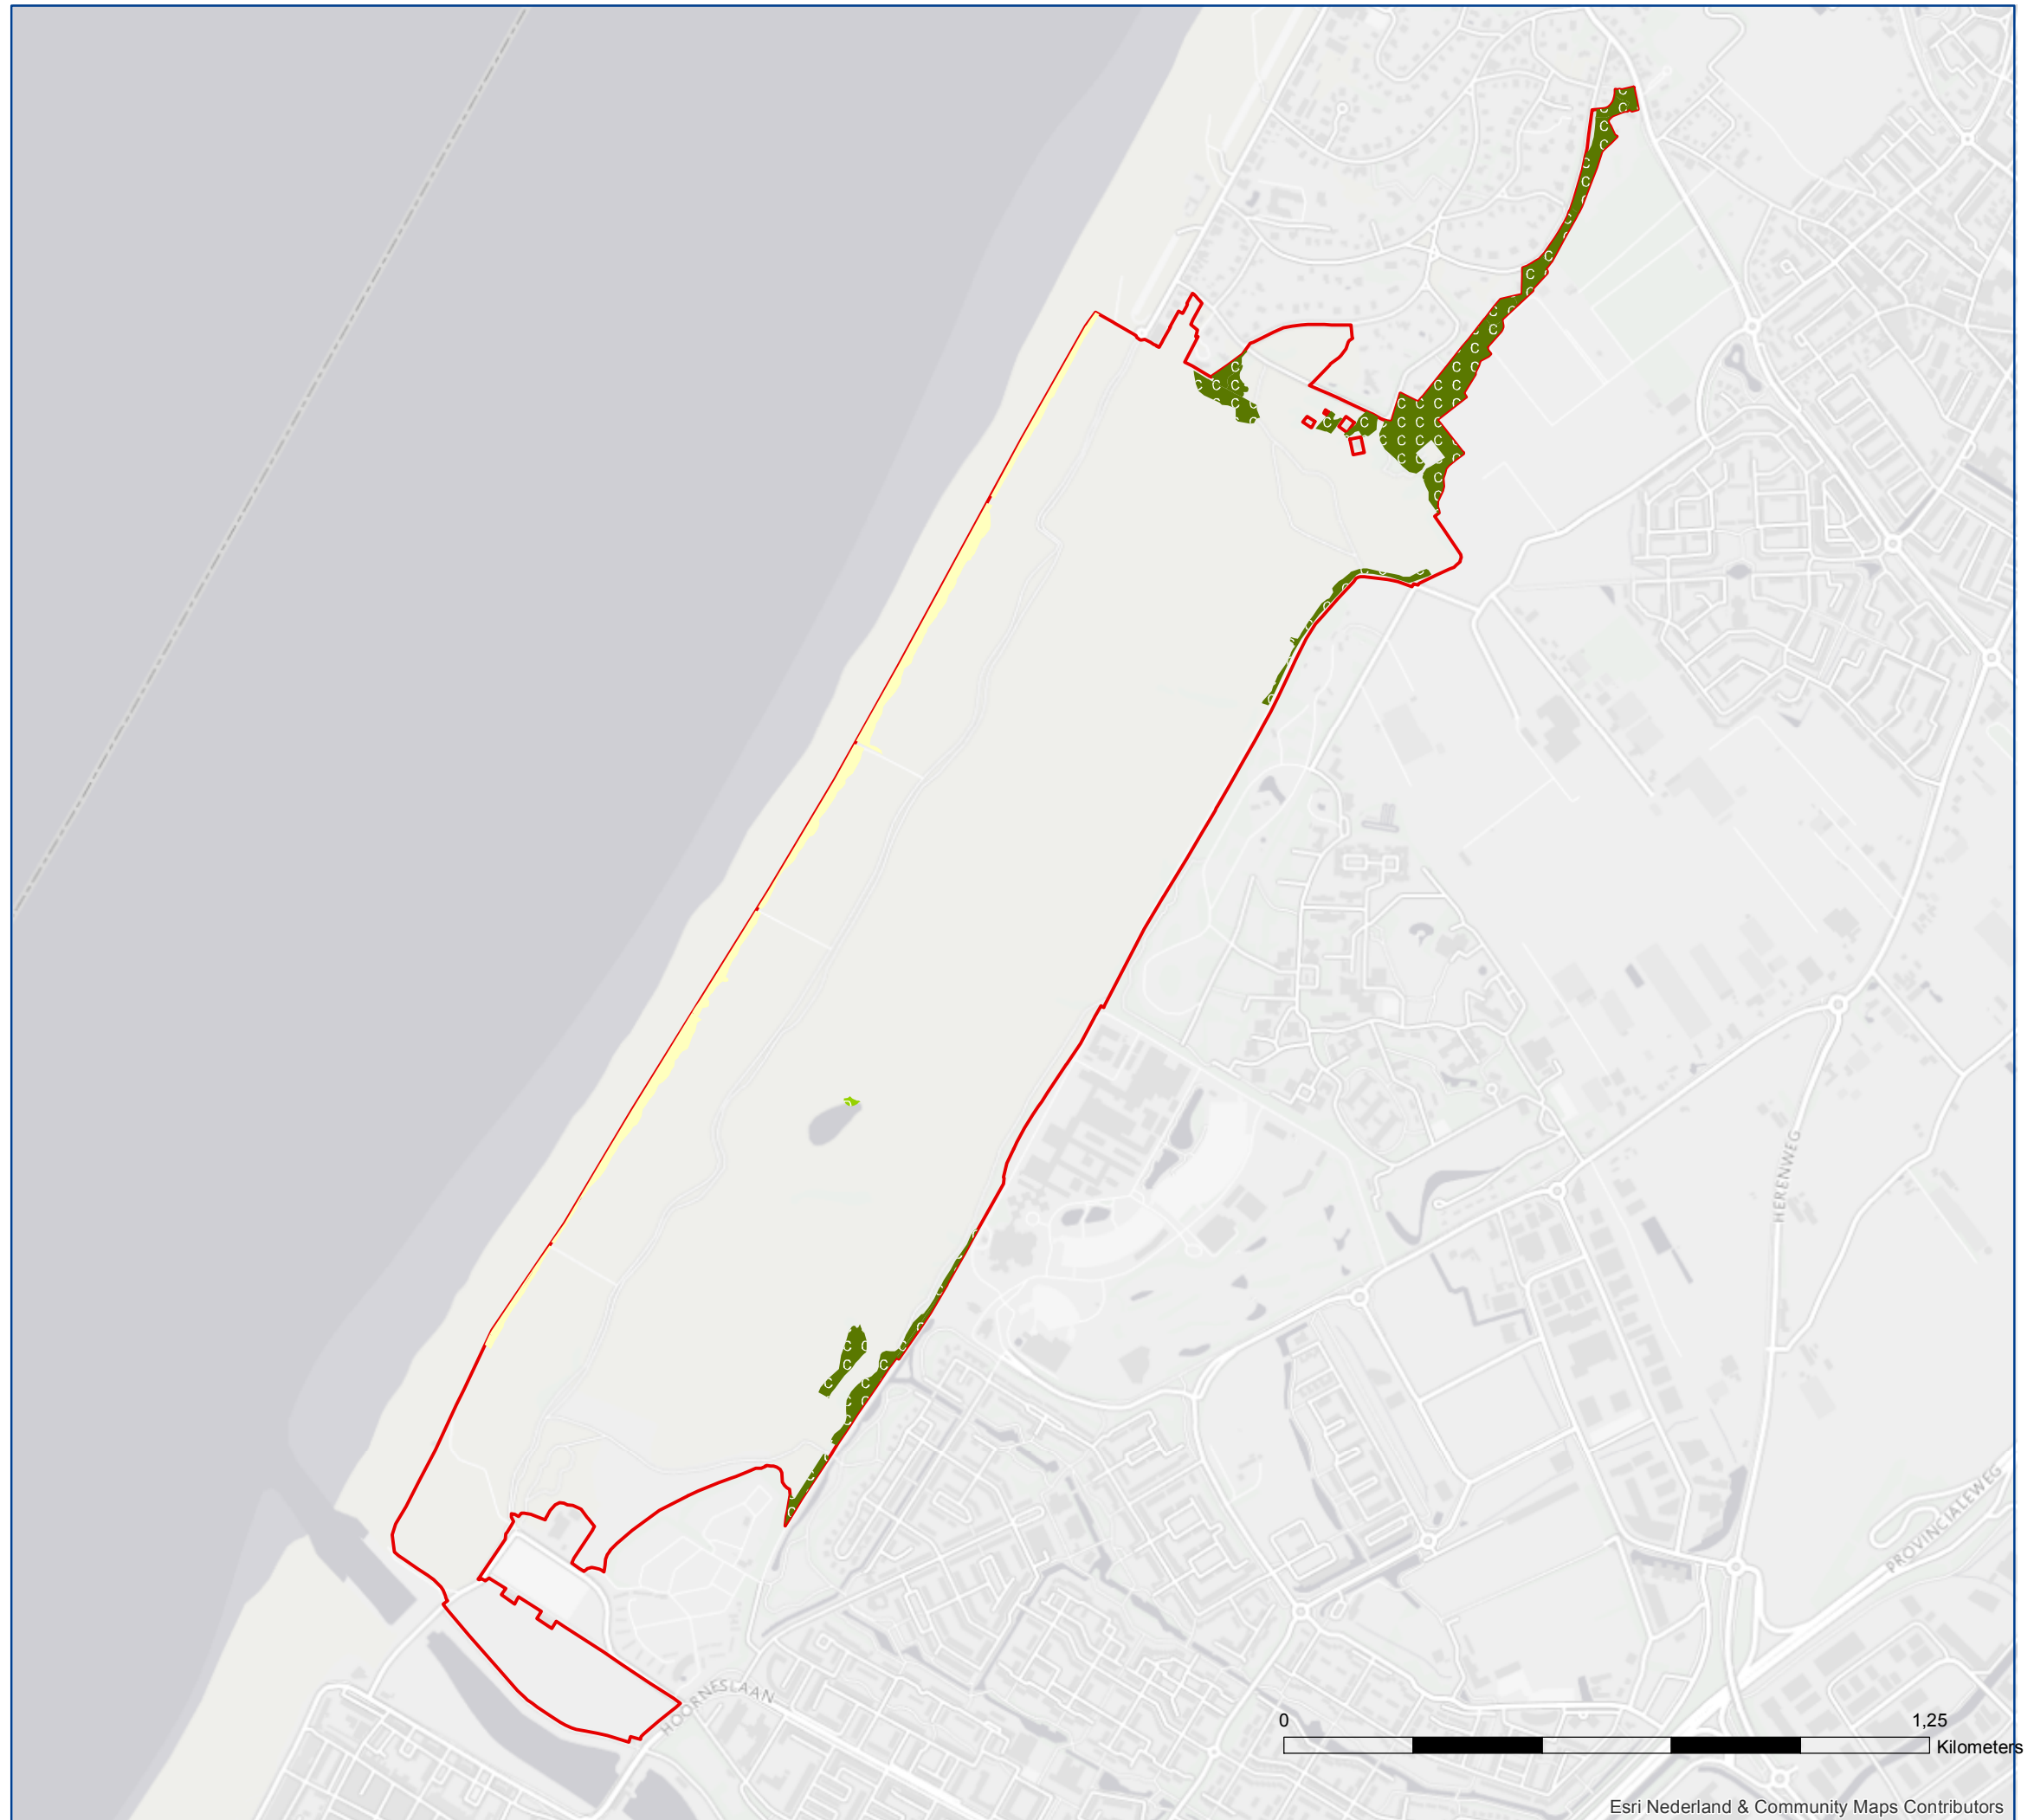 HERENWEG
PROVINCIALEWEG
HOORNESLAAN
0 1,25
Kilometers
Esri Nederland & Community Maps Contributors